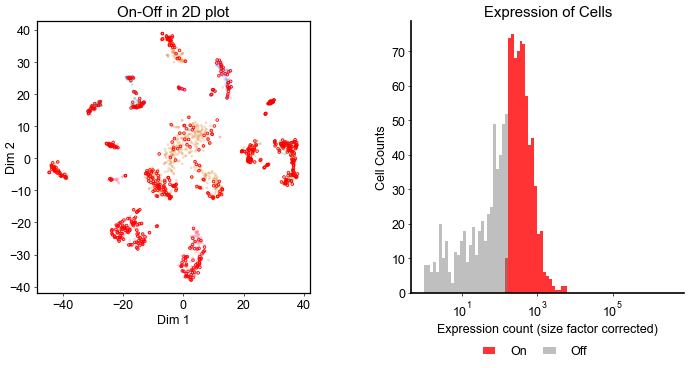 On-Off in 2D plot
40
30
20
10
0
−10
−20
−30
−40
Dim 2
−40 −20 0 20 40
Dim 1
Expression of Cells
70
60
50
40
30
20
10
0
Cell Counts
10¹ 10³ 10⁵
Expression count (size factor corrected)
On Off